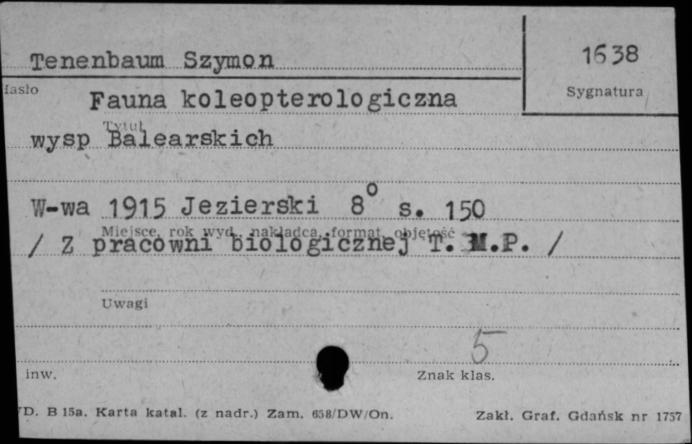 Tenenbaum Szymon
1638
Hasło
Sygnatura
Fauna koleopterologiczna
Tytuł
wysp Balearskich
W-wa 1915 Jezierski 8° s. 150
Miejsce, rok wyd., nakładca, format, objętość
/ Z pracowni biologicznej T. M.P. /
Uwagi
5
inw.
Znak klas.
D. B 15a. Karta katal. (z nadr.) Zam. 658/DW/On.
Zakł. Graf. Gdańsk nr 1757